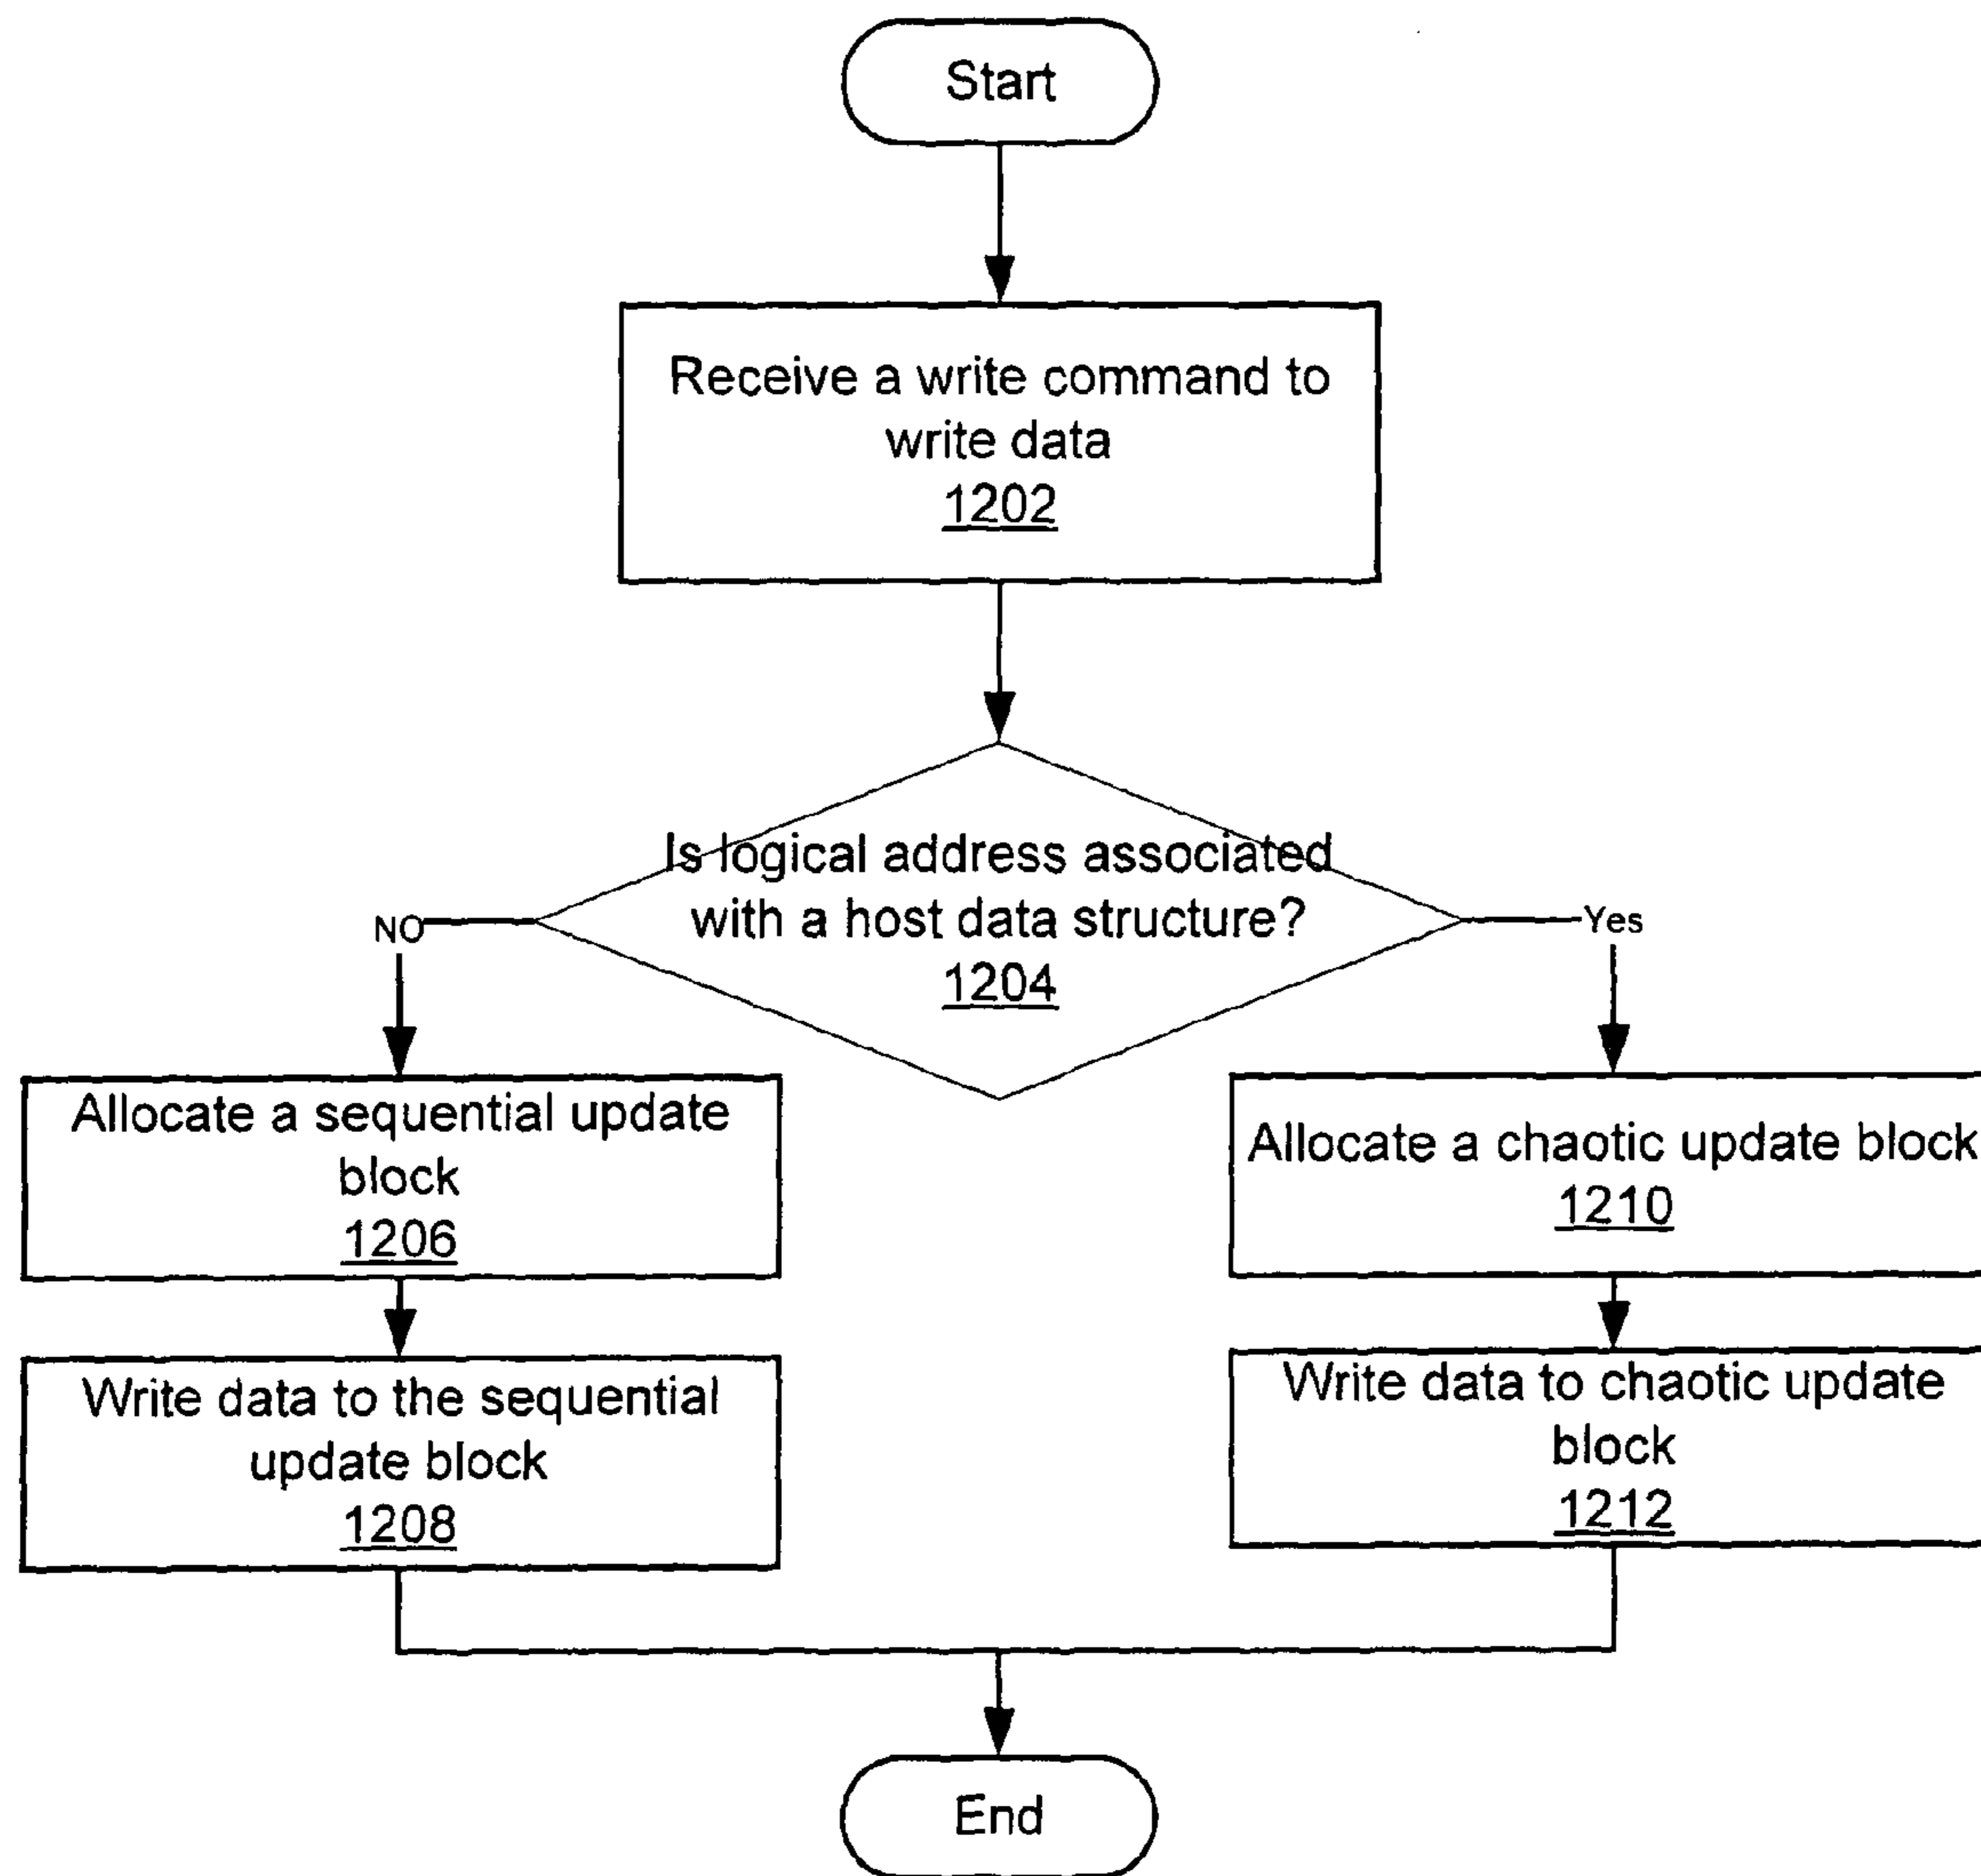 Start
Receive a write command to
write data
1202
Is logical address associated
with a host data structure?
1204
NO
Yes
Allocate a sequential update
block
1206
Allocate a chaotic update block
1210
Write data to the sequential
update block
1208
Write data to chaotic update
block
1212
End